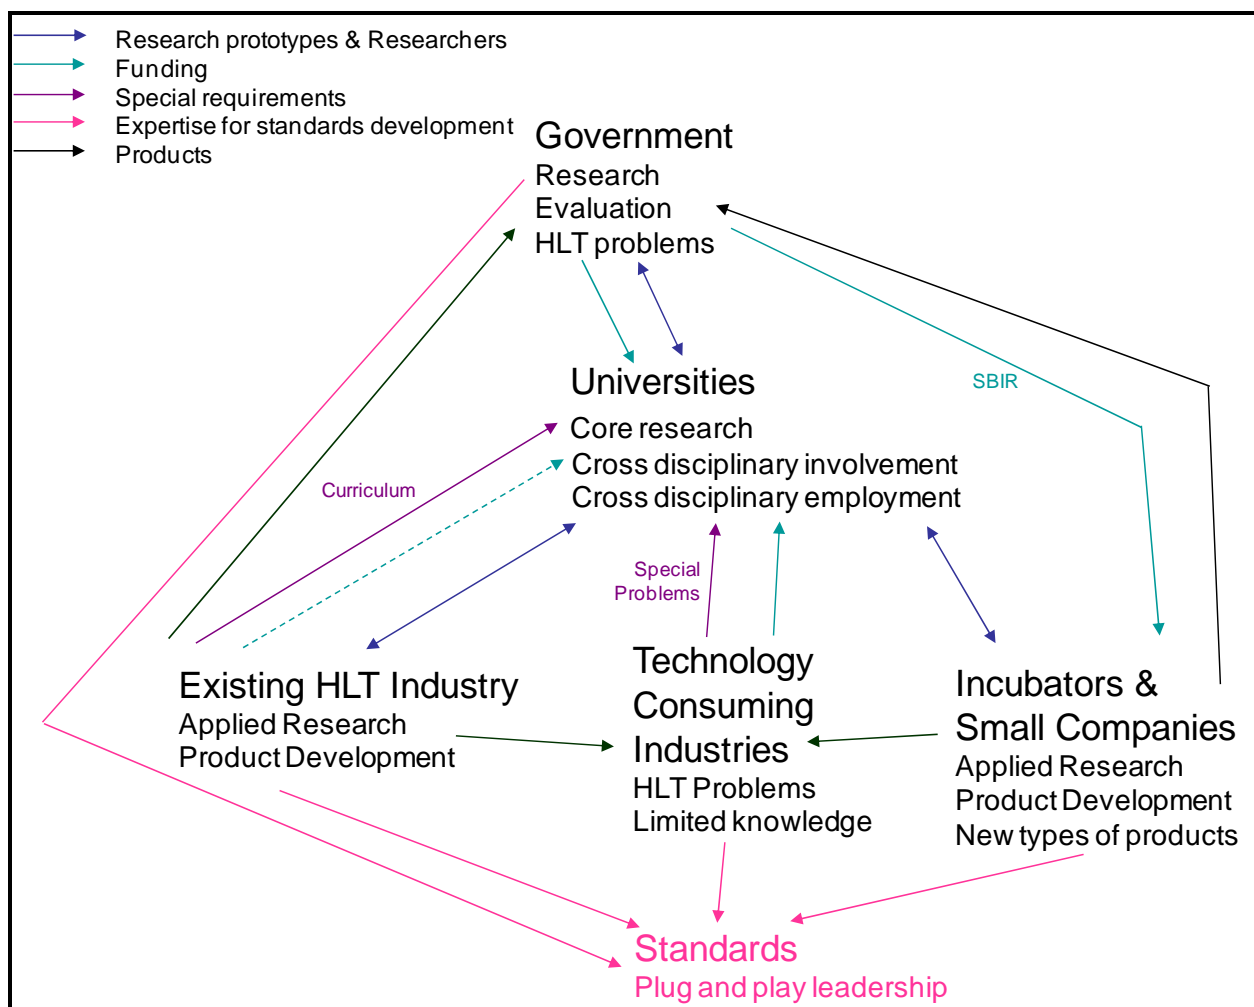 Research prototypes & Researchers
Funding
Special requirements
Expertise for standards development
Products
Government
Research
Evaluation
HLT problems
SBIR
Universities
Core research
Cross disciplinary involvement
Cross disciplinary employment
Curriculum
Special
Problems
Existing HLT Industry
Applied Research
Product Development
Technology
Consuming
Industries
HLT Problems
Limited knowledge
Incubators &
Small Companies
Applied Research
Product Development
New types of products
Standards
Plug and play leadership